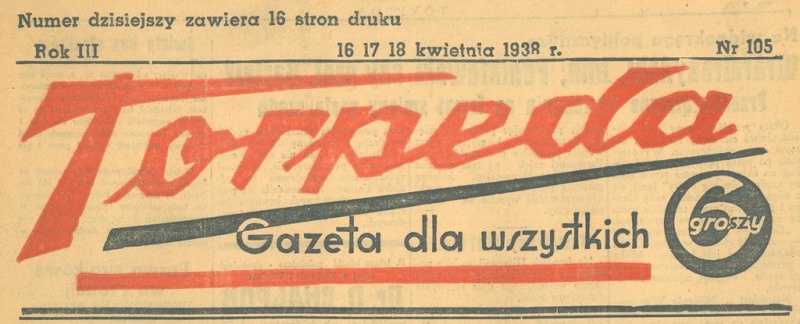 Numer dzisiejszy zawiera 16 stron druku
Rok III 16 17 18 kwietnia 1938 r. Nr 105
Torpeda
Gazeta dla wszystkich
6 groszy